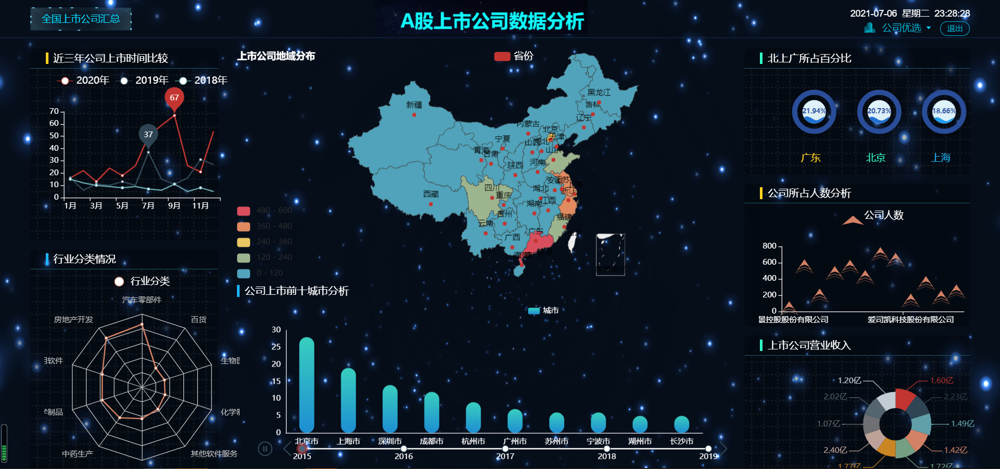 全国上市公司汇总
A股上市公司数据分析
2021-07-06 星期二 23:28:28
公司优选
退出
近三年公司上市时间比较
2020年 2019年 2018年
67
37
70
60
50
40
30
20
10
0
1月 3月 5月 7月 9月 11月
行业分类情况
行业分类
汽车零部件
房地产开发
百货
软件
生物
制品
化学
中药生产
其他软件服务
上市公司地域分布
省份
黑龙江
吉林
辽宁
新疆
内蒙古
北京
天津
宁夏
山西
河北
山东
青海
甘肃
陕西
河南
安徽
江苏
上海
四川
湖北
浙江
西藏
重庆
湖南
江西
贵州
福建
云南
广东
台湾
广西
海南
480 - 600
360 - 480
240 - 360
120 - 240
0 - 120
公司上市前十城市分析
城市
30
25
20
15
10
5
0
北京市 上海市 深圳市 成都市 杭州市 广州市 苏州市 宁波市 湖州市 长沙市
2015 2016 2017 2018 2019
北上广所占百分比
21.94% 20.73% 18.66%
广东 北京 上海
公司所占人数分析
公司人数
800
600
400
200
0
景控股股份有限公司 爱司凯科技股份有限公司
上市公司营业收入
1.20亿 1.60亿
2.02亿 2.23亿
1.07亿 1.49亿
2.40亿 1.42亿
1.77亿 1.72亿